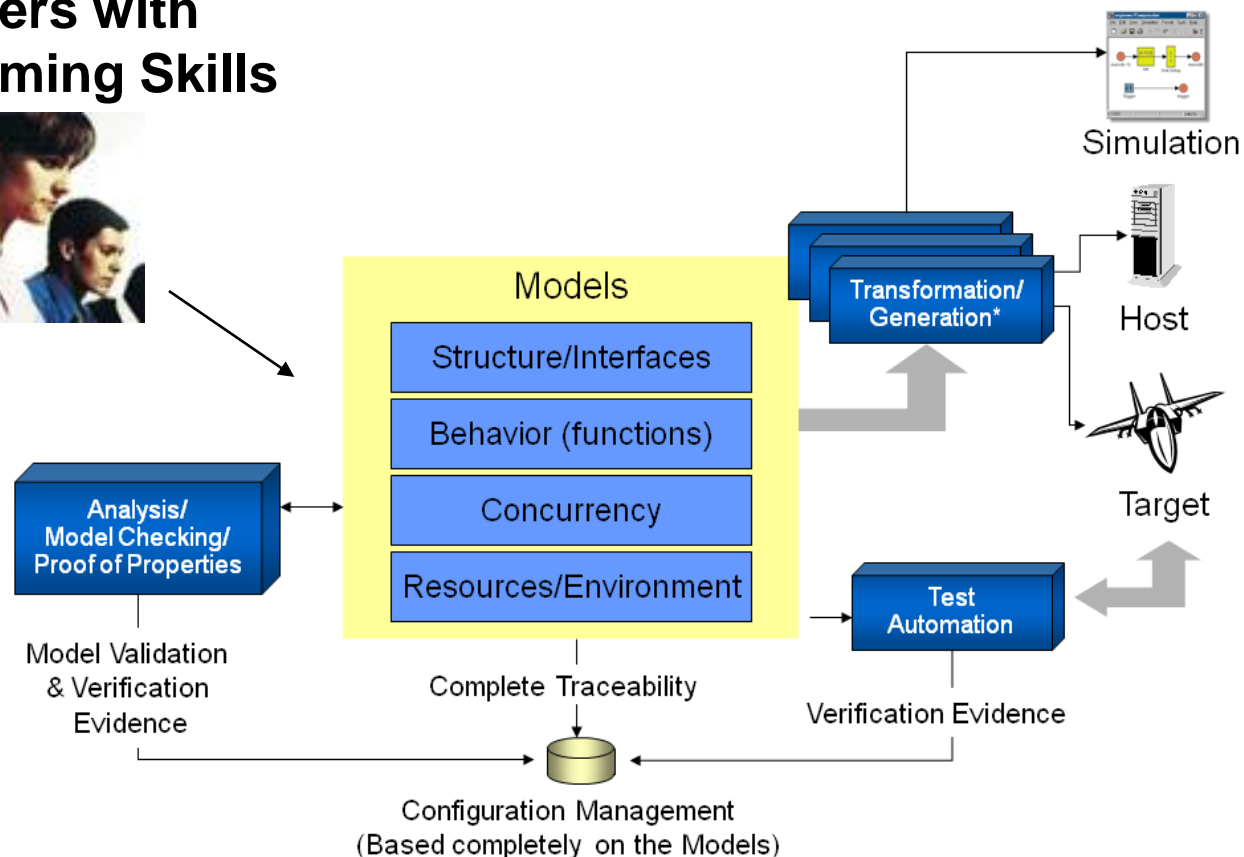 ers with
ming Skills
Simulation
Host
Target
Models
Structure/Interfaces
Behavior (functions)
Concurrency
Resources/Environment
Transformation/
Generation*
Analysis/
Model Checking/
Proof of Properties
Test
Automation
Model Validation
& Verification
Evidence
Complete Traceability
Verification Evidence
Configuration Management
(Based completely on the Models)